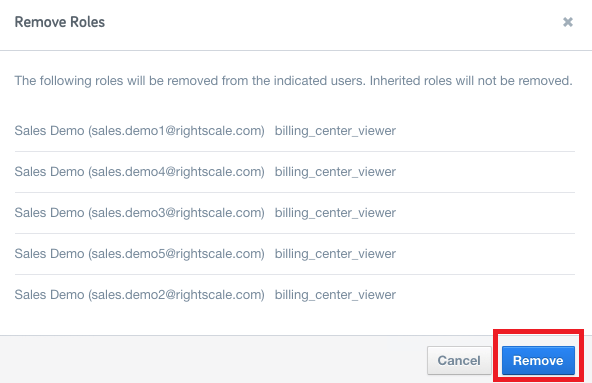 Remove Roles
The following roles will be removed from the indicated users. Inherited roles will not be removed.
Sales Demo (sales.demo1@rightscale.com) billing_center_viewer
Sales Demo (sales.demo4@rightscale.com) billing_center_viewer
Sales Demo (sales.demo3@rightscale.com) billing_center_viewer
Sales Demo (sales.demo5@rightscale.com) billing_center_viewer
Sales Demo (sales.demo2@rightscale.com) billing_center_viewer
Cancel Remove